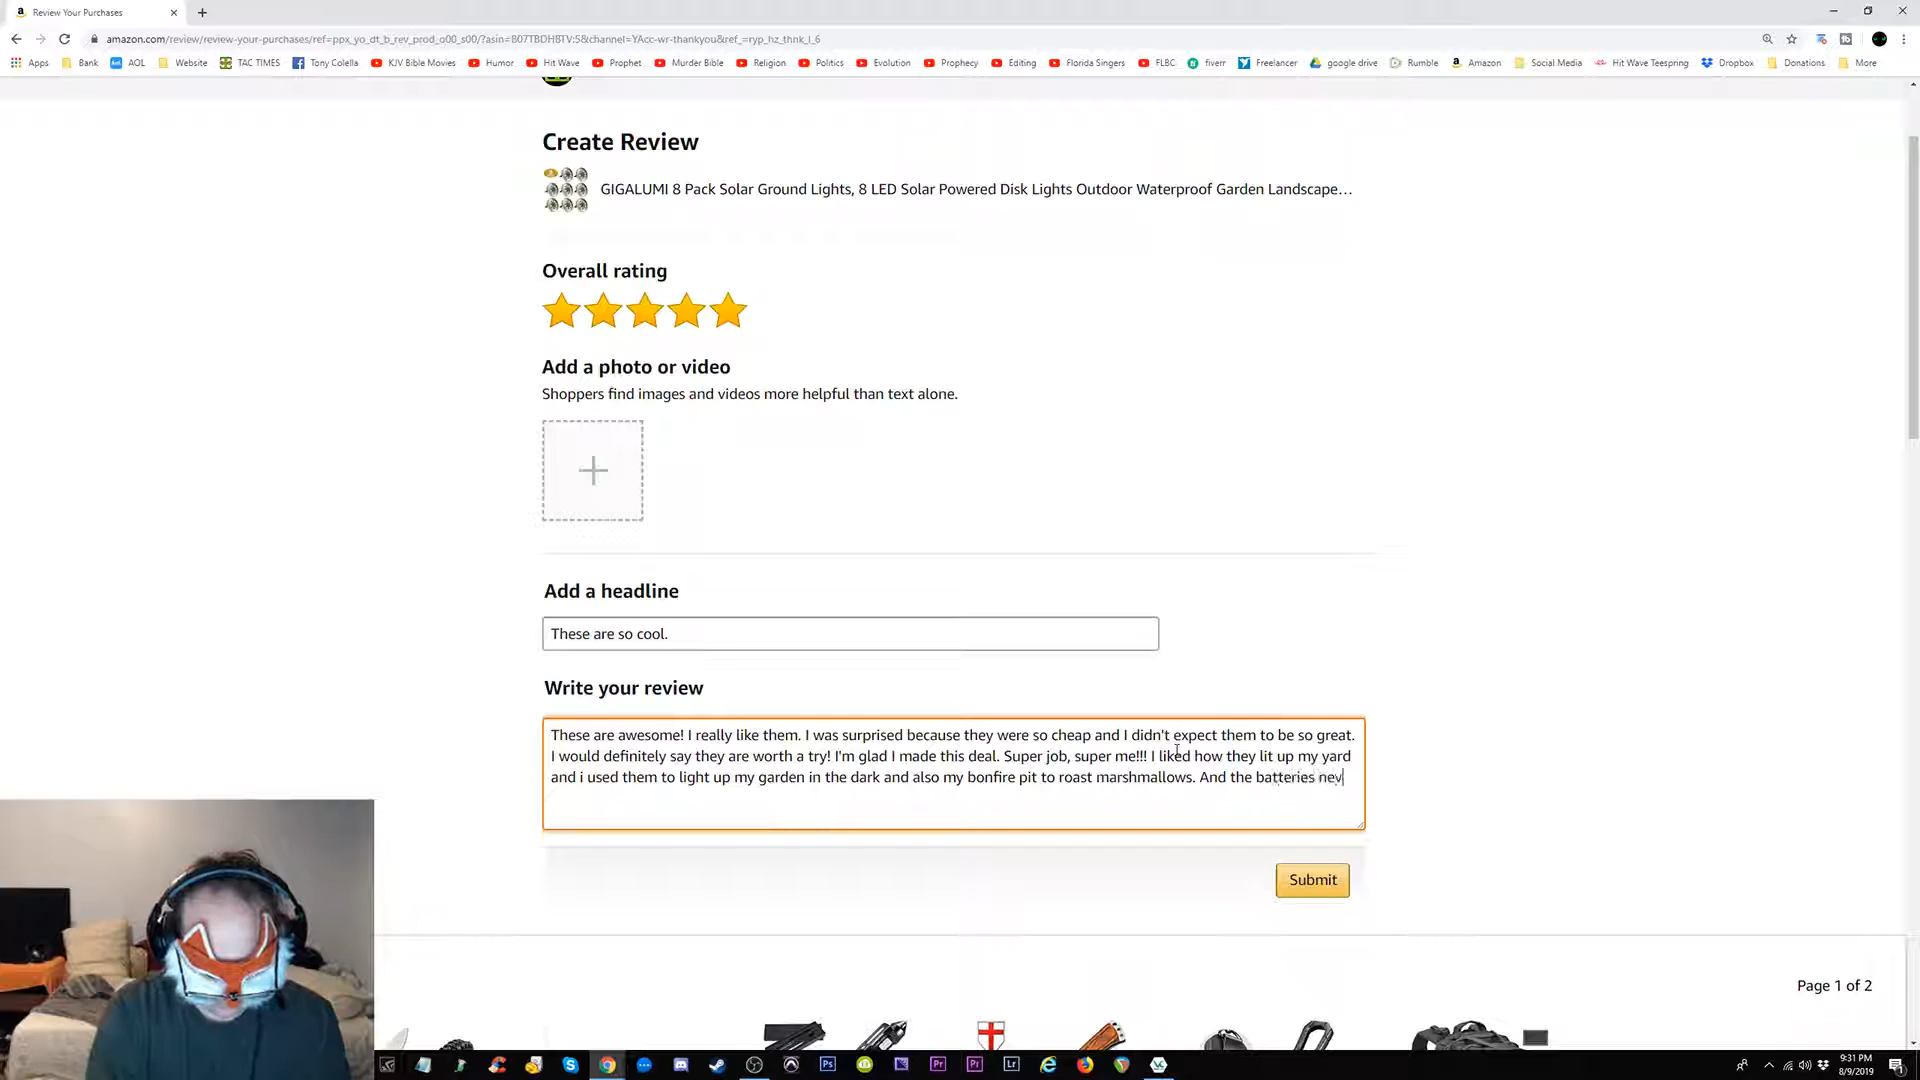 Review Your Purchases
amazon.com/review/review-your-purchases/ref=ppx_yo_dt_b_rev_prod_o00_s00/?asin=B07TBDHBTV:5&channel=YAcc-wr-thankyou&ref_=ryp_hz_thnk_l_6
Apps Bank AOL Website TAC TIMES Tony Colella KJV Bible Movies Humor Hit Wave Prophet Murder Bible Religion Politics Evolution Prophecy Editing Florida Singers FLBC fiverr Freelancer google drive Rumble Amazon Social Media Hit Wave Teespring Dropbox Donations More
Create Review
GIGALUMI 8 Pack Solar Ground Lights, 8 LED Solar Powered Disk Lights Outdoor Waterproof Garden Landscape…
Overall rating
Add a photo or video
Shoppers find images and videos more helpful than text alone.
Add a headline
These are so cool.
Write your review
These are awesome! I really like them. I was surprised because they were so cheap and I didn't expect them to be so great.
I would definitely say they are worth a try! I'm glad I made this deal. Super job, super me!!! I liked how they lit up my yard
and i used them to light up my garden in the dark and also my bonfire pit to roast marshmallows. And the batteries nev
Submit
Page 1 of 2
9:31 PM
8/9/2019